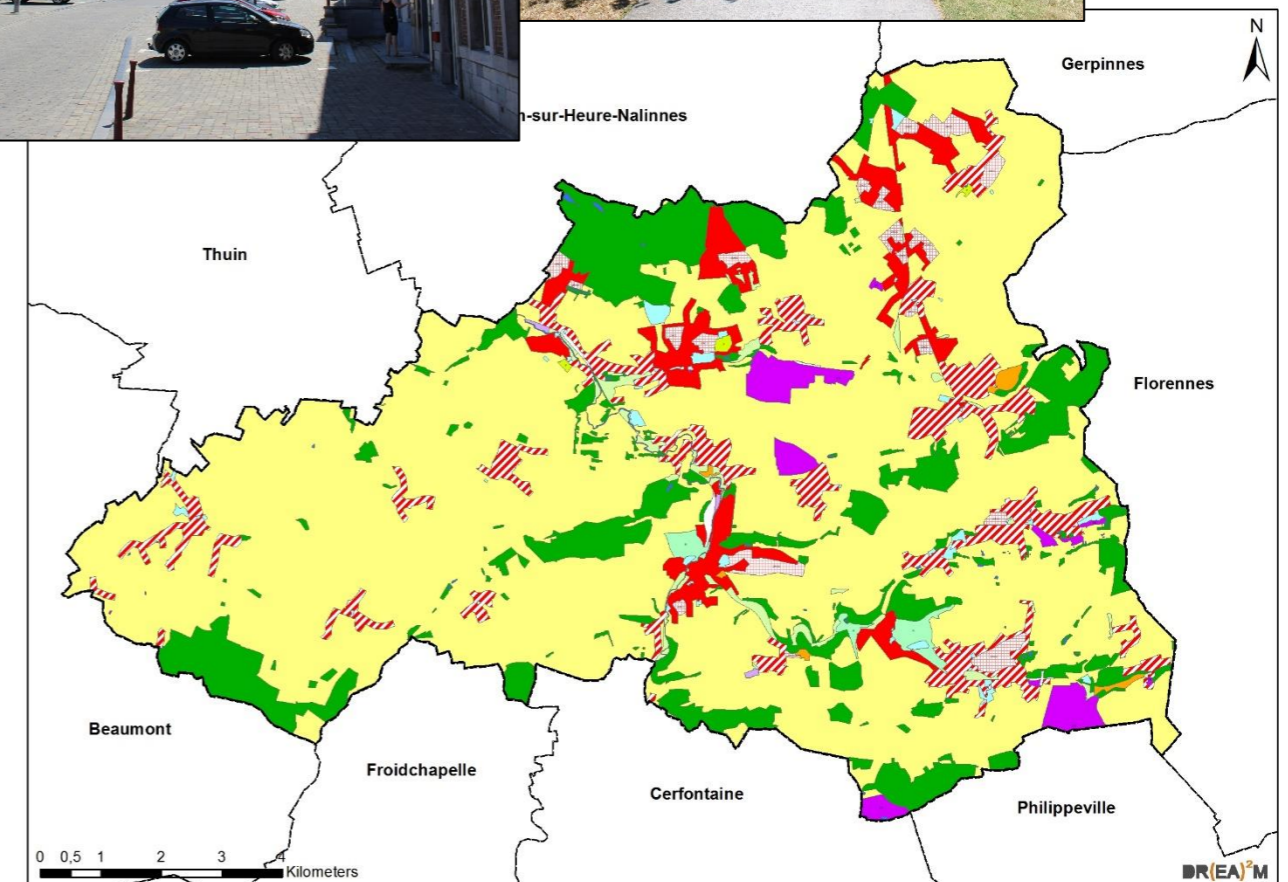 N
Gerpinnes
-sur-Heure-Nalinnes
Thuin
Florennes
Beaumont
Froidchapelle
Cerfontaine
Philippeville
0 0,5 1 2 3 4
Kilometers
DR(EA)²M